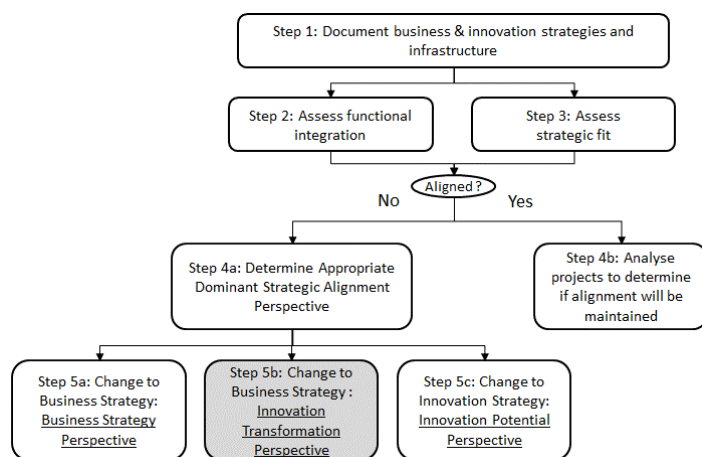 Step 1: Document business & innovation strategies and
infrastructure
Step 2: Assess functional
integration
Step 3: Assess
strategic fit
Aligned ?
No
Yes
Step 4a: Determine Appropriate
Dominant Strategic Alignment
Perspective
Step 4b: Analyse
projects to determine
if alignment will be
maintained
Step 5a: Change to
Business Strategy:
Business Strategy
Perspective
Step 5b: Change to
Business Strategy :
Innovation
Transformation
Perspective
Step 5c: Change to
Innovation Strategy:
Innovation Potential
Perspective